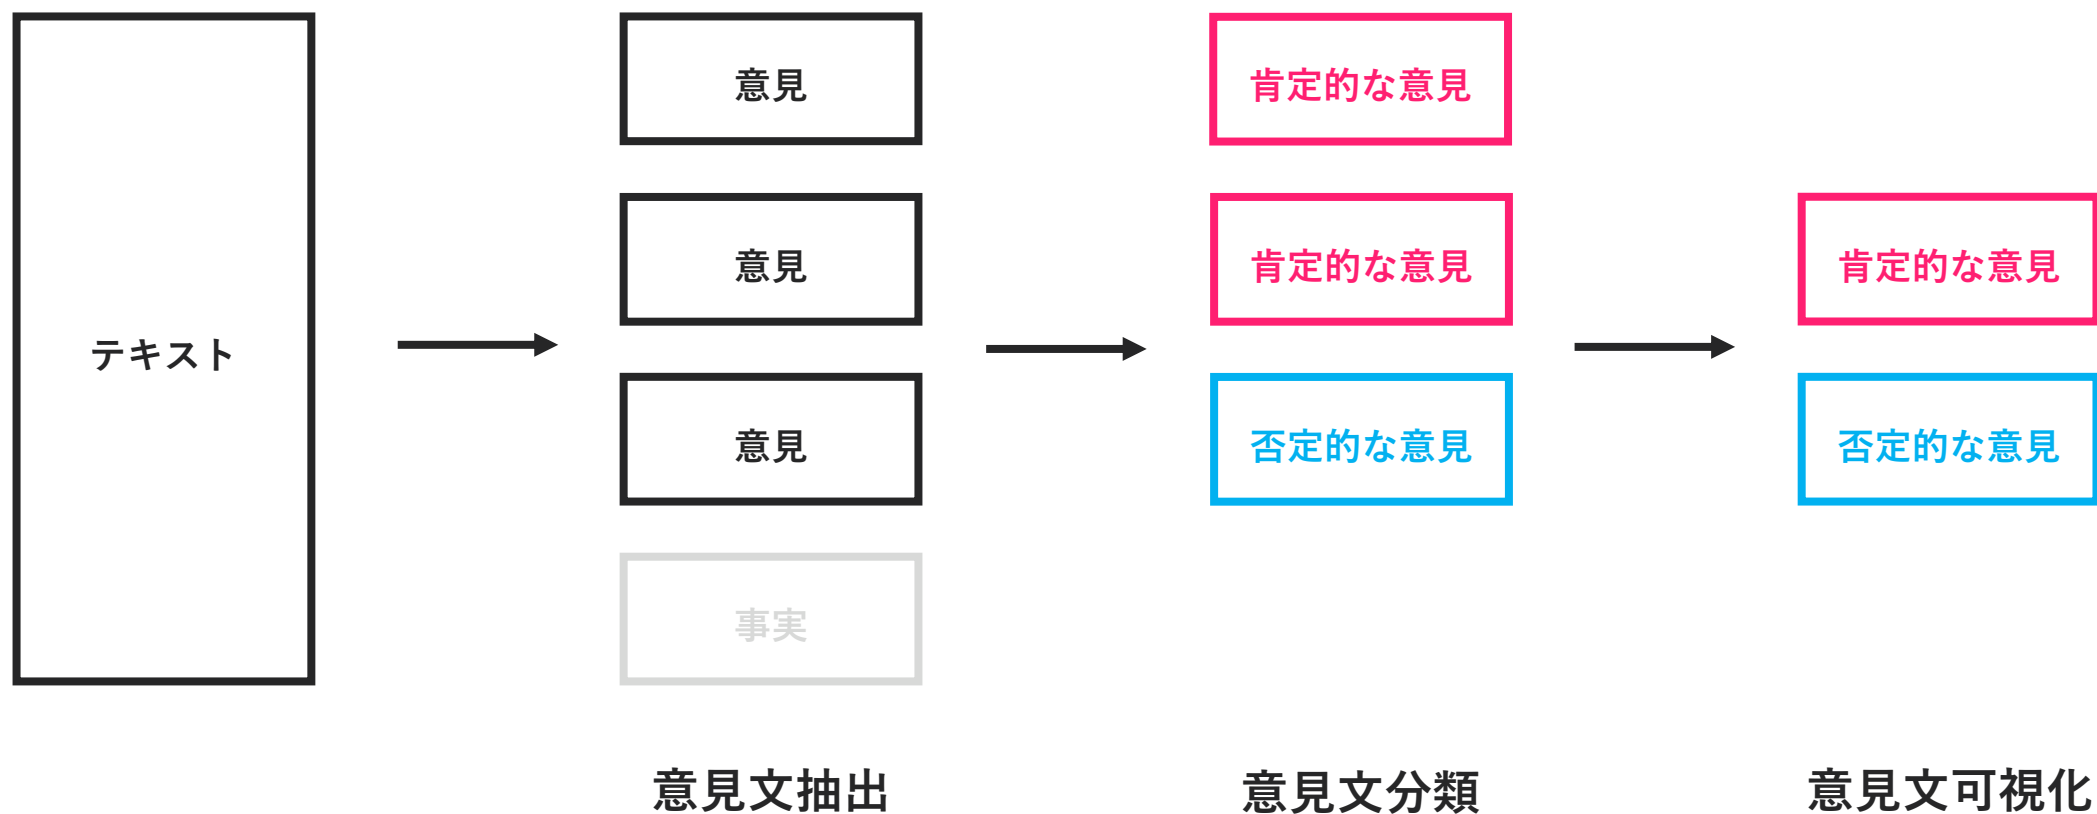 テキスト
意見
意見
意見
事実
意見文抽出
肯定的な意見
肯定的な意見
否定的な意見
意見文分類
肯定的な意見
否定的な意見
意見文可視化